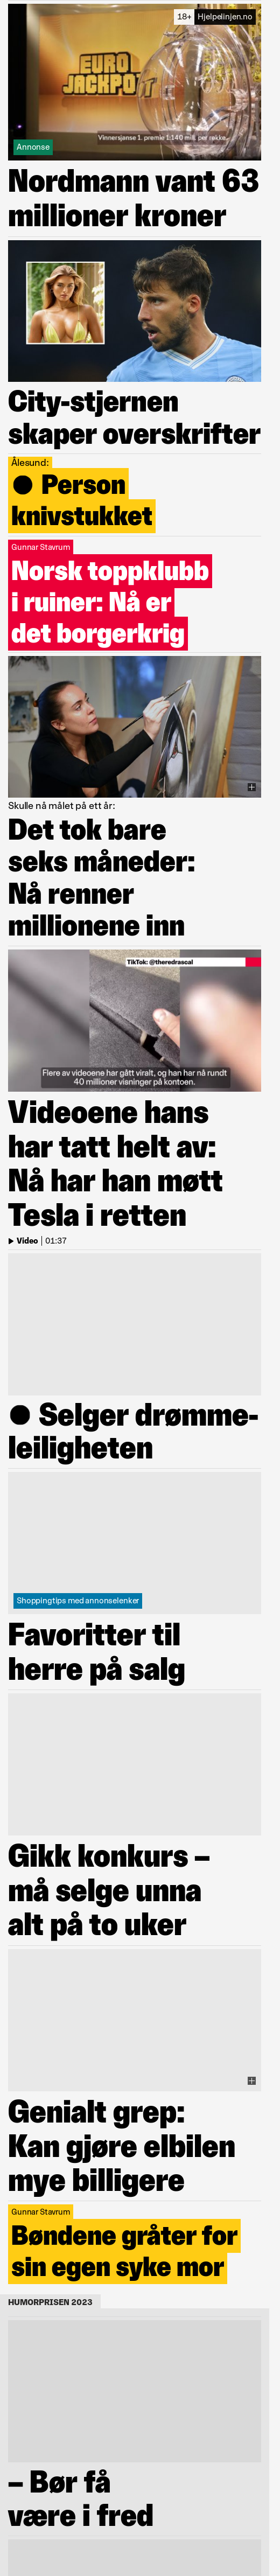 18+ Hjelpelinjen.no
EURO
JACKPOT
Vinnersjanse 1. premie 1:140 mill. per rekke.
Annonse
Nordmann vant 63
millioner kroner
City-stjernen
skaper overskrifter
Ålesund:
● Person
knivstukket
Gunnar Stavrum
Norsk toppklubb
i ruiner: Nå er
det borgerkrig
Skulle nå målet på ett år:
Det tok bare
seks måneder:
Nå renner
millionene inn
TikTok: @theredrascal
Flere av videoene har gått viralt, og han har nå rundt
40 millioner visninger på kontoen.
Videoene hans
har tatt helt av:
Nå har han møtt
Tesla i retten
Video | 01:37
● Selger drømme-
leiligheten
Shoppingtips med annonselenker
Favoritter til
herre på salg
Gikk konkurs –
må selge unna
alt på to uker
Genialt grep:
Kan gjøre elbilen
mye billigere
Gunnar Stavrum
Bøndene gråter for
sin egen syke mor
HUMORPRISEN 2023
– Bør få
være i fred